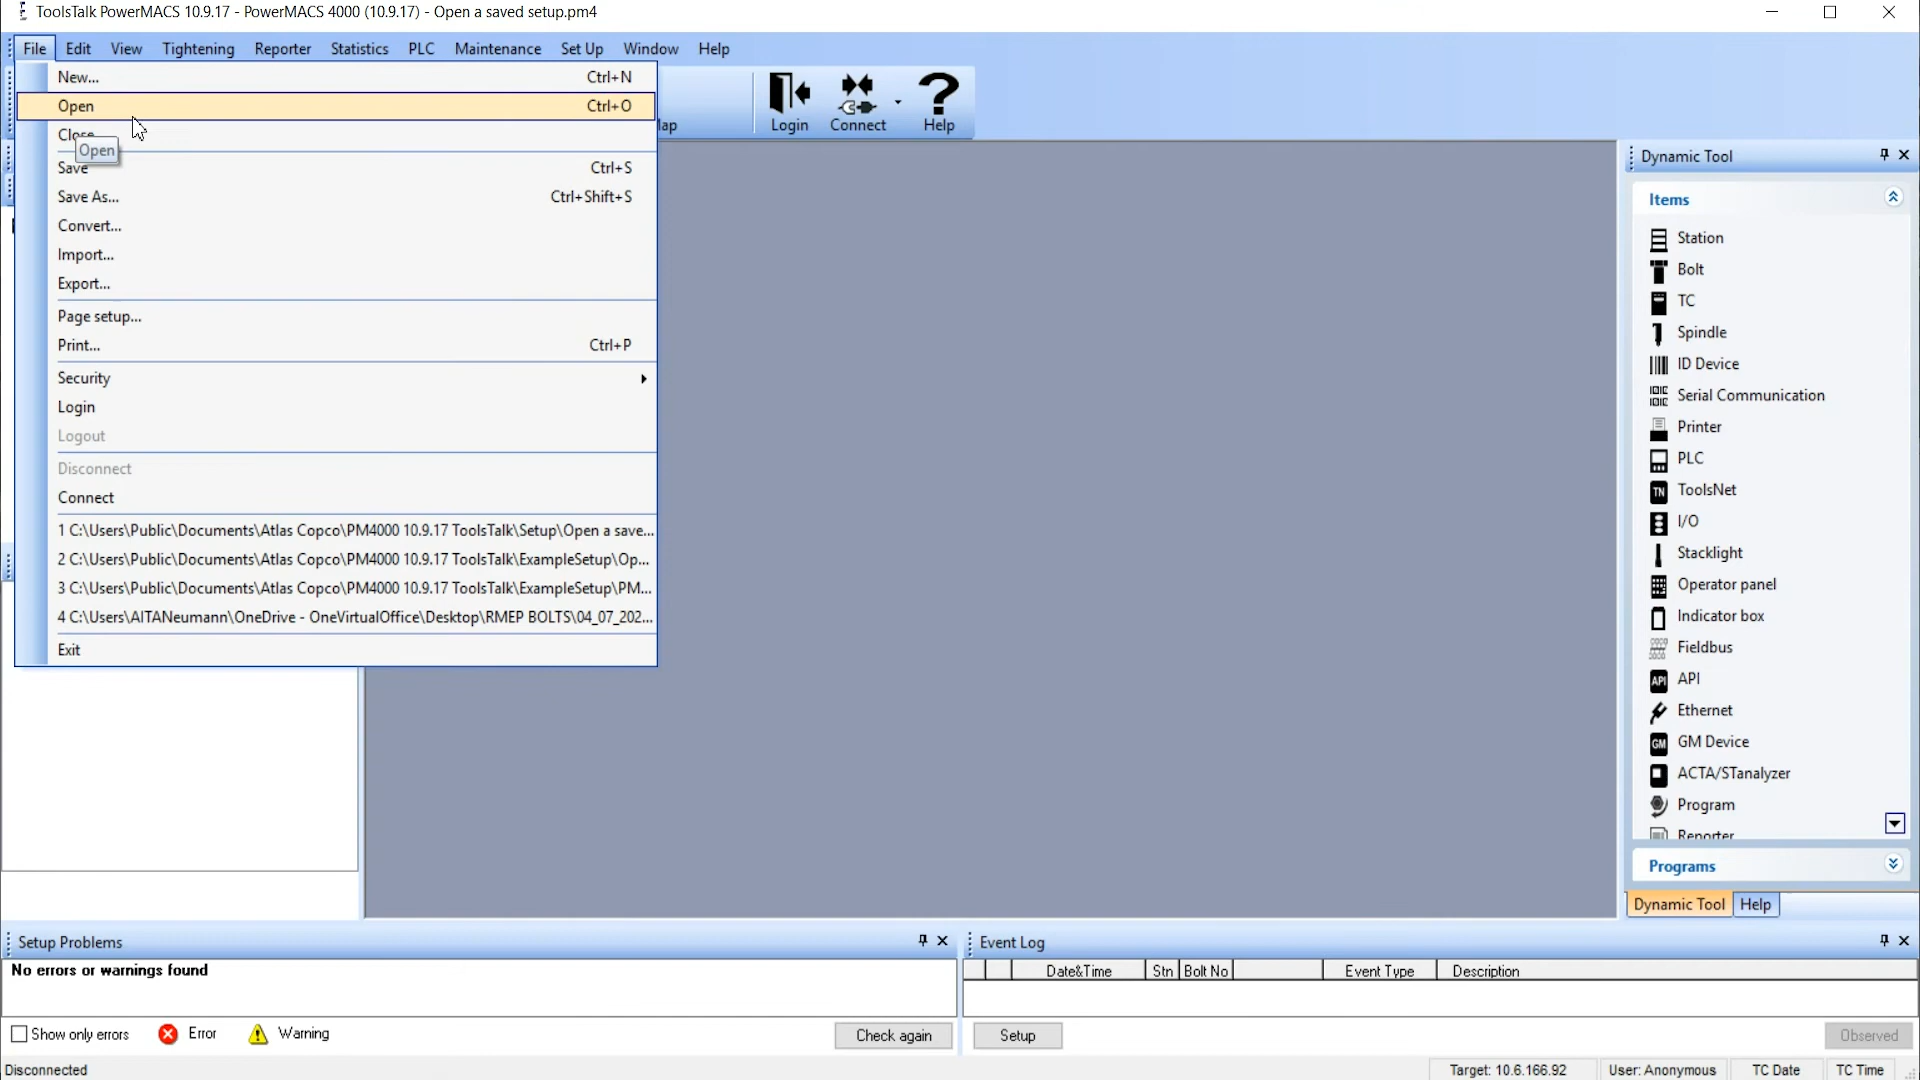 ToolsTalk PowerMACS 10.9.17 - PowerMACS 4000 (10.9.17) - Open a saved setup.pm4
File Edit View Tightening Reporter Statistics PLC Maintenance Set Up Window Help
New... Ctrl+N
Open Ctrl+O
Close
Open
Save Ctrl+S
Save As... Ctrl+Shift+S
Convert...
Import...
Export...
Page setup...
Print... Ctrl+P
Security
Login
Logout
Disconnect
Connect
1 C:\Users\Public\Documents\Atlas Copco\PM4000 10.9.17 ToolsTalk\Setup\Open a save...
2 C:\Users\Public\Documents\Atlas Copco\PM4000 10.9.17 ToolsTalk\ExampleSetup\Op...
3 C:\Users\Public\Documents\Atlas Copco\PM4000 10.9.17 ToolsTalk\ExampleSetup\PM...
4 C:\Users\AITANeumann\OneDrive - OneVirtualOffice\Desktop\RMEP BOLTS\04_07_202...
Exit
Login Connect Help
Dynamic Tool
Items
Station
Bolt
TC
Spindle
ID Device
Serial Communication
Printer
PLC
TN ToolsNet
I/O
Stacklight
Operator panel
Indicator box
Fieldbus
API API
Ethernet
GM GM Device
ACTA/STanalyzer
Program
Reporter
Programs
Dynamic Tool Help
Setup Problems
No errors or warnings found
Show only errors Error Warning Check again
Event Log
Date&Time Stn Bolt No Event Type Description
Setup Observed
Disconnected Target: 10.6.166.92 User: Anonymous TC Date TC Time